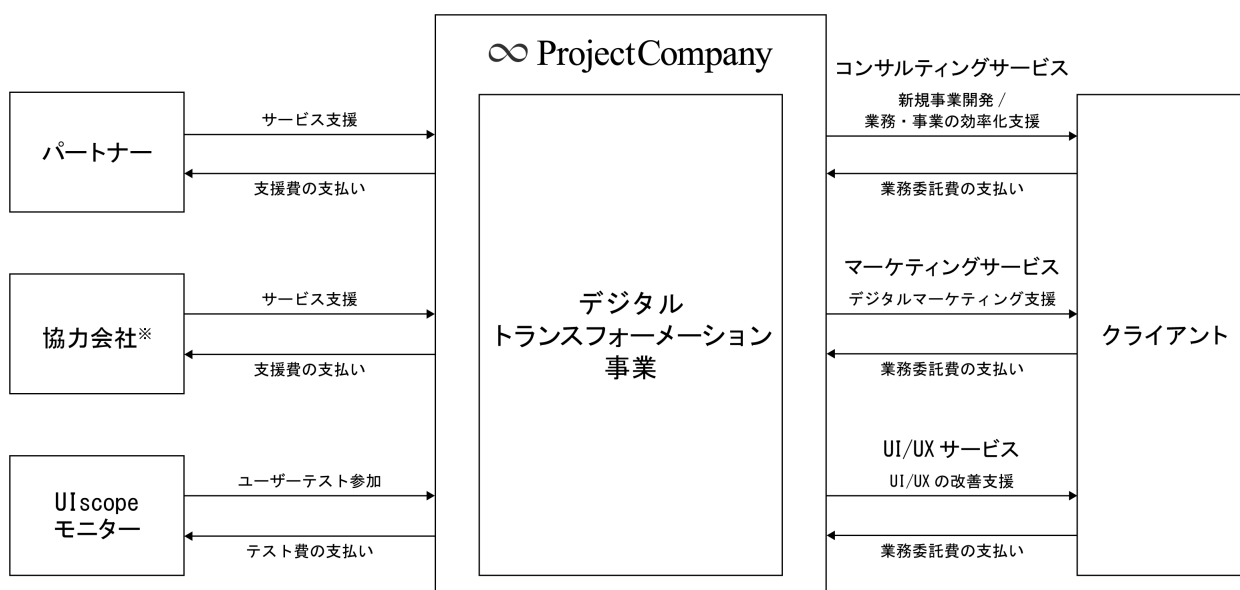 ∞ ProjectCompany
パートナー
サービス支援
支援費の支払い
協力会社※
サービス支援
支援費の支払い
UIscope
モニター
ユーザーテスト参加
テスト費の支払い
デジタル
トランスフォーメーション
事業
コンサルティングサービス
新規事業開発 /
業務・事業の効率化支援
業務委託費の支払い
マーケティングサービス
デジタルマーケティング支援
業務委託費の支払い
UI/UX サービス
UI/UX の改善支援
業務委託費の支払い
クライアント